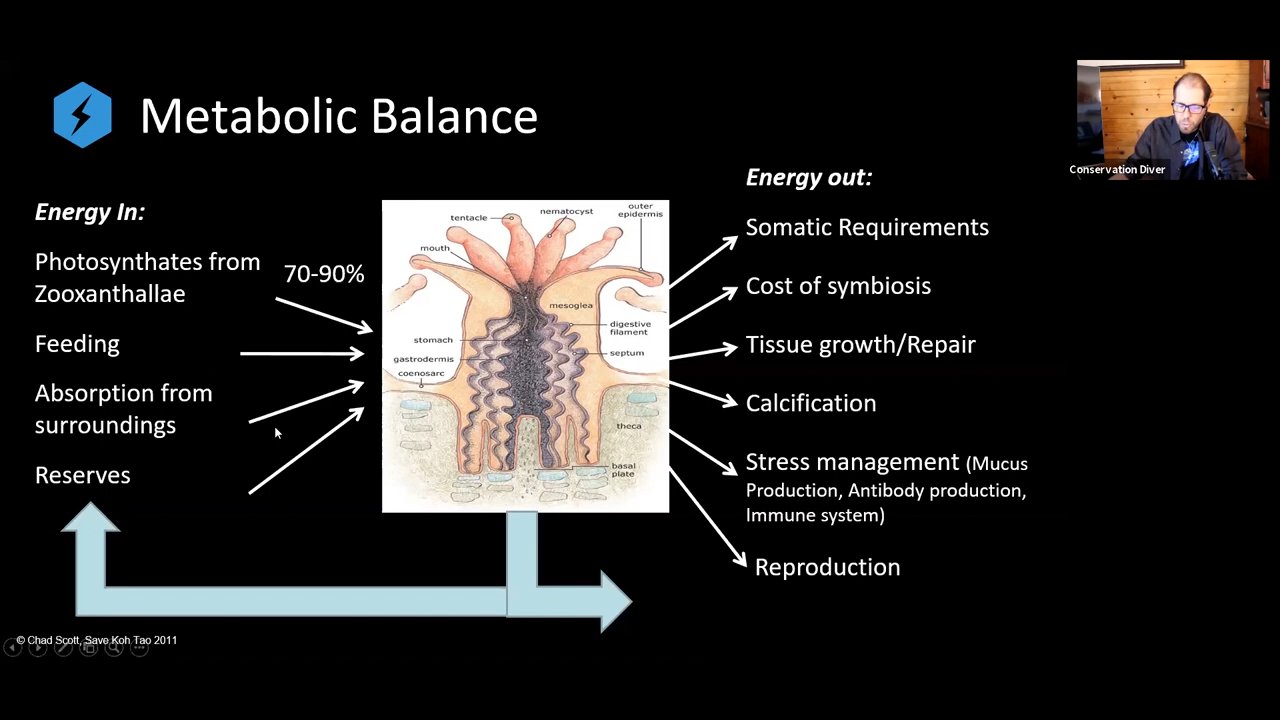 Metabolic Balance
Conservation Diver
Energy In:
Photosynthates from
Zooxanthallae
70-90%
Feeding
Absorption from
surroundings
Reserves
tentacle
nematocyst
outer
epidermis
mouth
mesoglea
digestive
filament
stomach
septum
gastrodermis
coenosarc
theca
basal
plate
Energy out:
Somatic Requirements
Cost of symbiosis
Tissue growth/Repair
Calcification
Stress management (Mucus
Production, Antibody production,
Immune system)
Reproduction
© Chad Scott, Save Koh Tao 2011